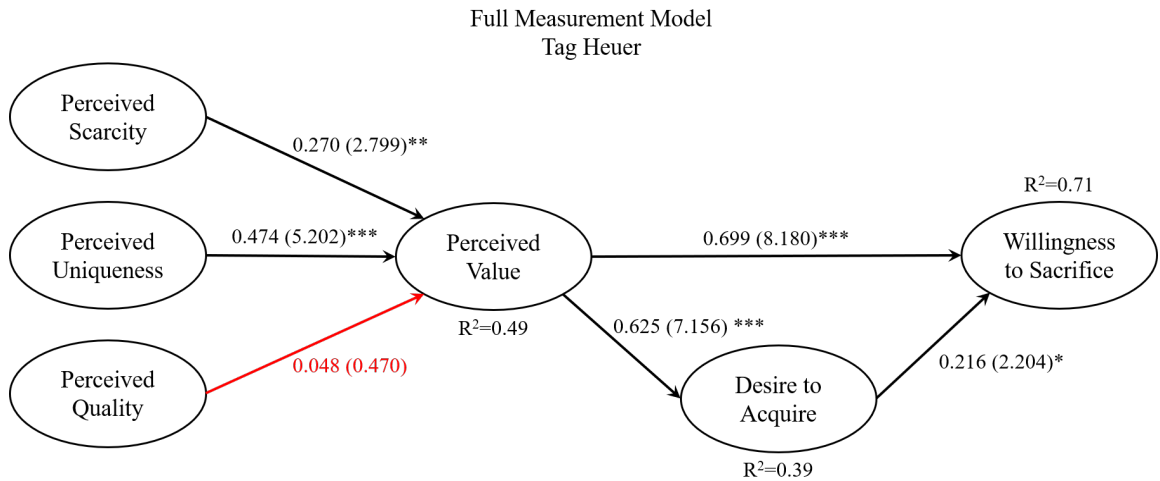 Full Measurement Model
Tag Heuer
Perceived
Scarcity
0.270 (2.799)**
R²=0.71
Perceived
Uniqueness
0.474 (5.202)***
Perceived
Value
0.699 (8.180)***
Willingness
to Sacrifice
R²=0.49
0.625 (7.156) ***
Perceived
Quality
0.048 (0.470)
Desire to
Acquire
0.216 (2.204)*
R²=0.39